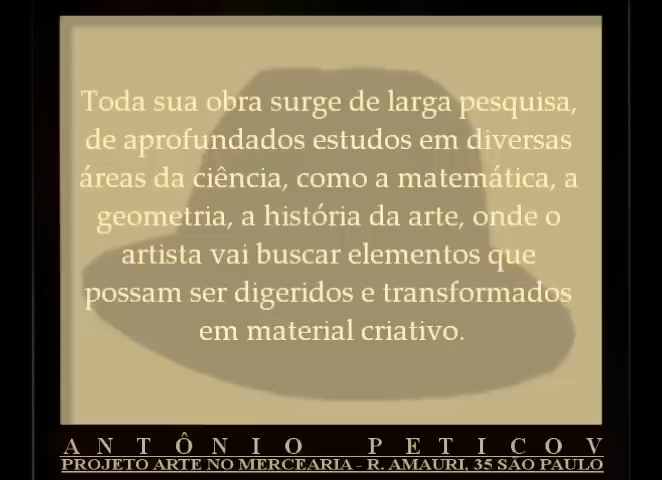 Toda sua obra surge de larga pesquisa,
de aprofundados estudos em diversas
áreas da ciência, como a matemática, a
geometria, a história da arte, onde o
artista vai buscar elementos que
possam ser digeridos e transformados
em material criativo.
ANTÔNIO PETICOV
PROJETO ARTE NO MERCEARIA - R. AMAURI, 35 SÃO PAULO